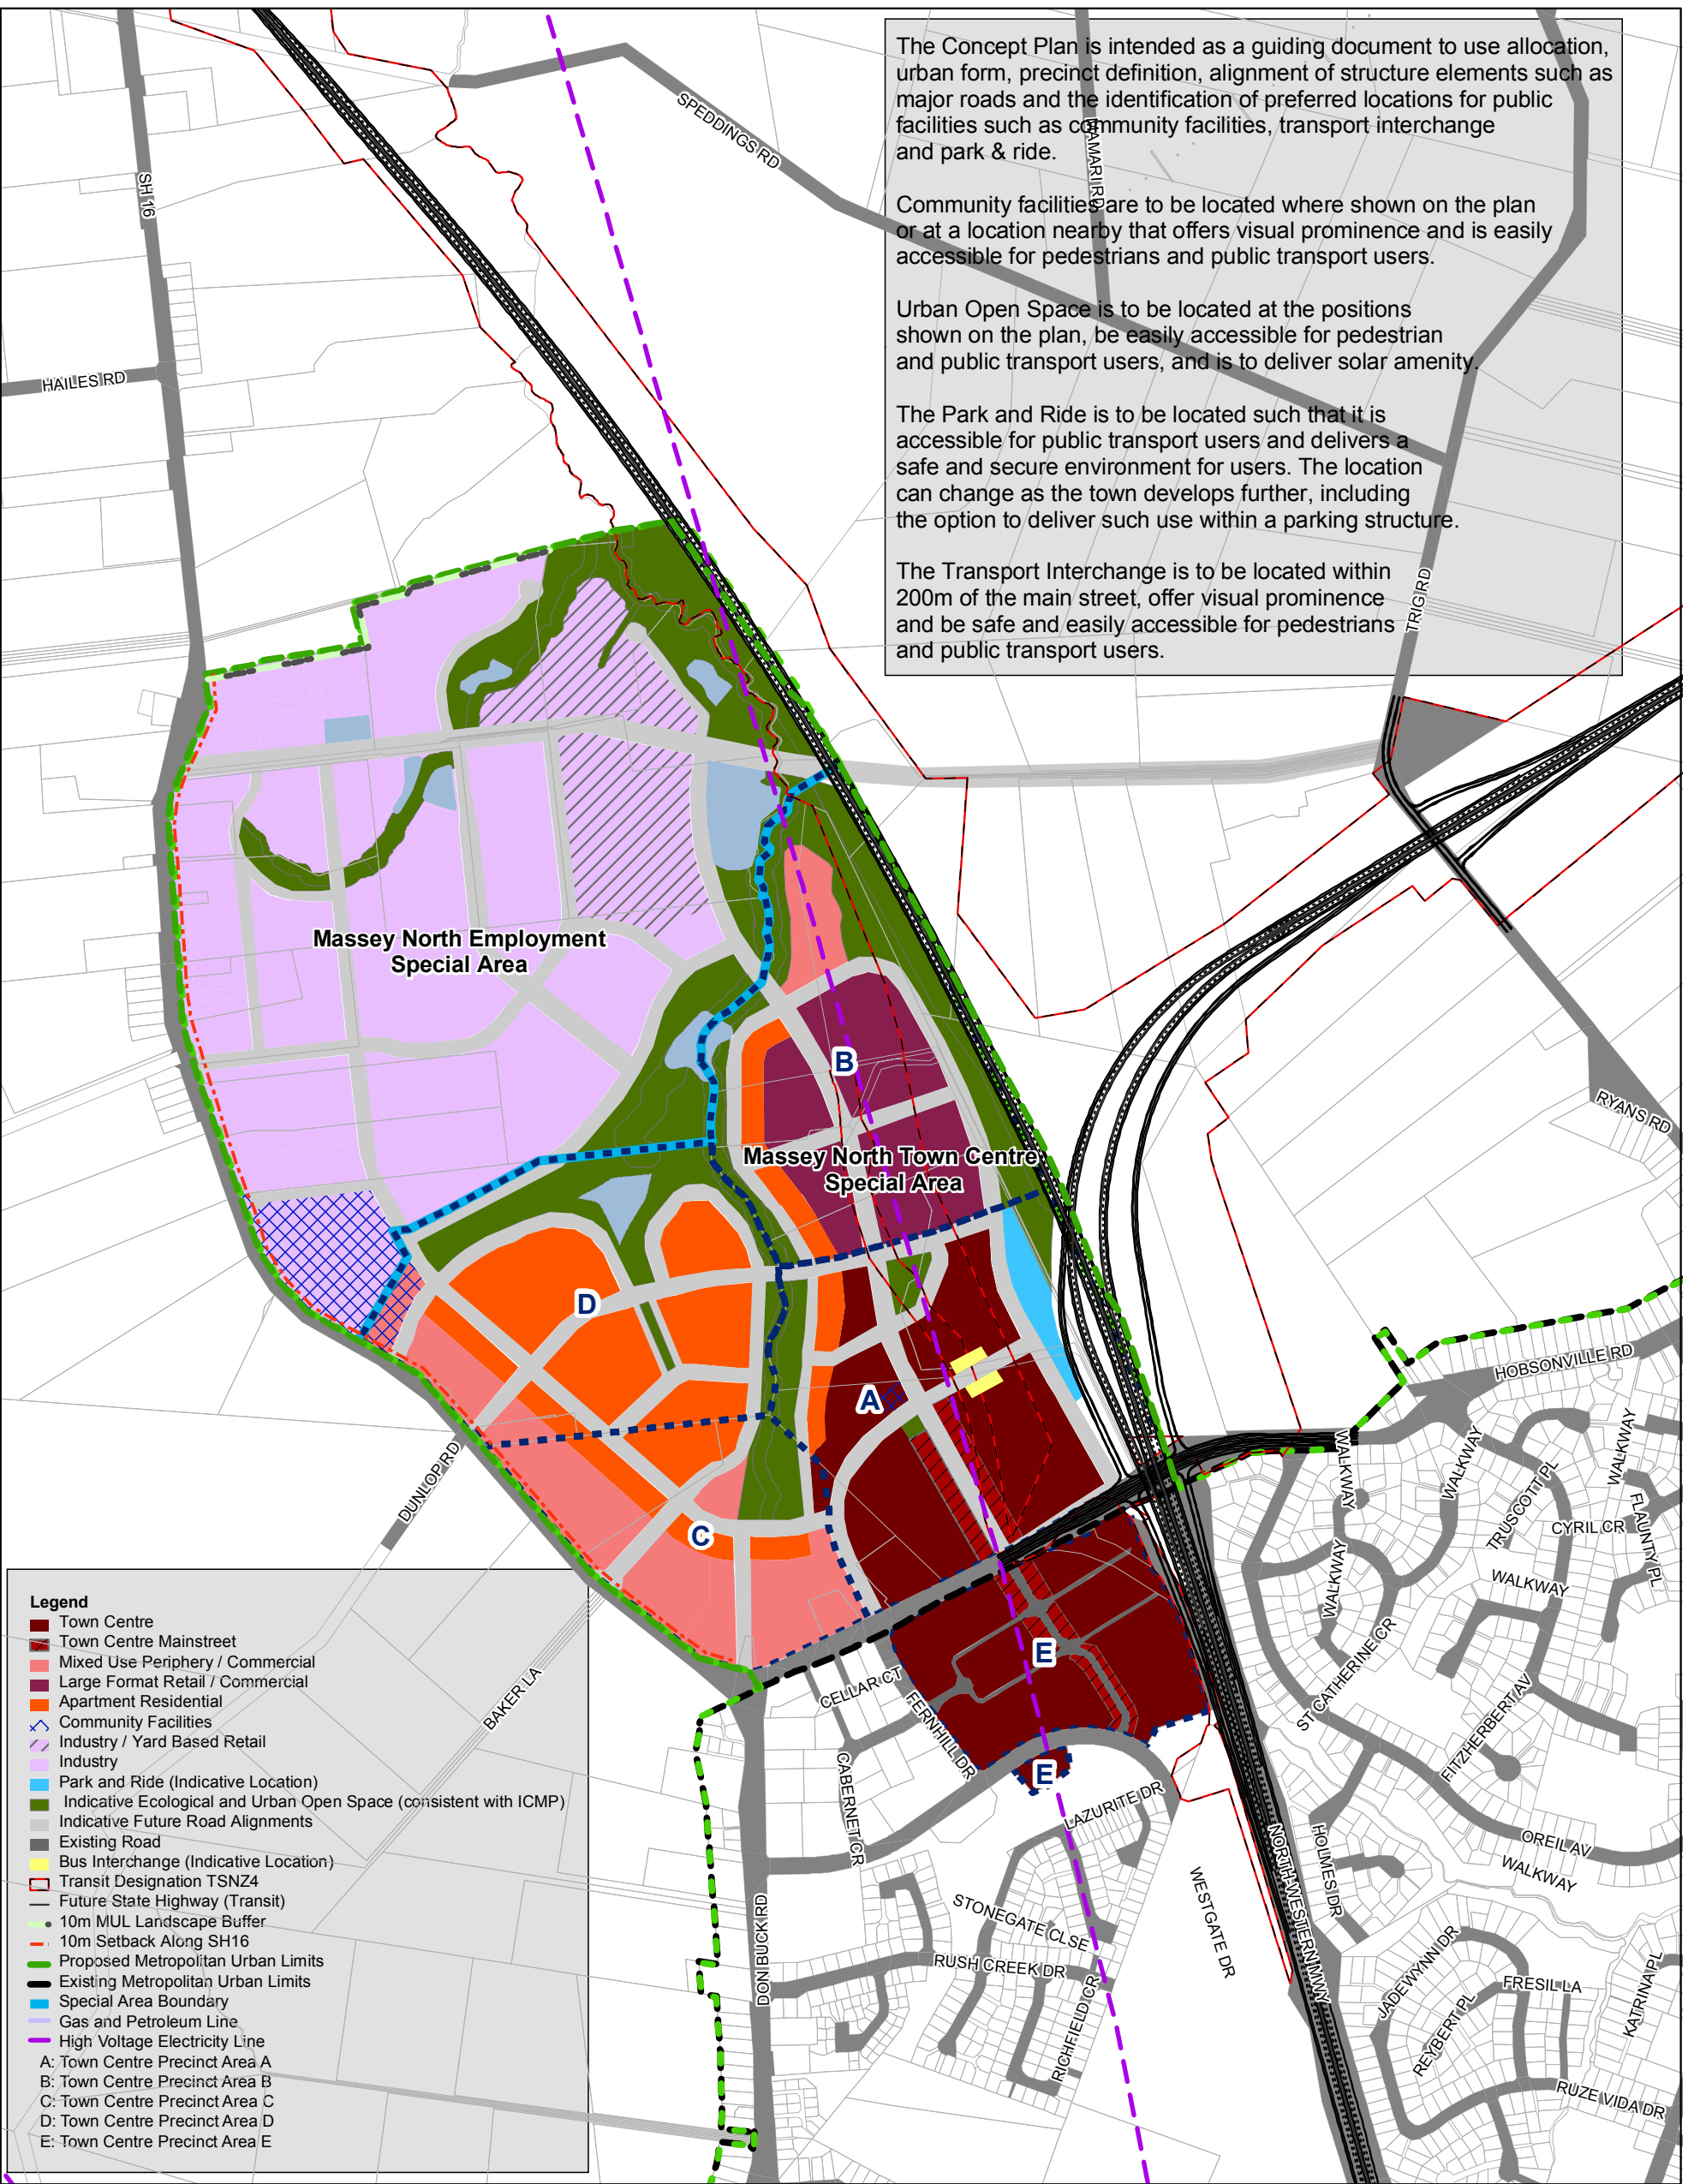 The Concept Plan is intended as a guiding document to use allocation,
urban form, precinct definition, alignment of structure elements such as
major roads and the identification of preferred locations for public
facilities such as community facilities, transport interchange
and park & ride.
Community facilities are to be located where shown on the plan
or at a location nearby that offers visual prominence and is easily
accessible for pedestrians and public transport users.
Urban Open Space is to be located at the positions
shown on the plan, be easily accessible for pedestrian
and public transport users, and is to deliver solar amenity.
The Park and Ride is to be located such that it is
accessible for public transport users and delivers a
safe and secure environment for users. The location
can change as the town develops further, including
the option to deliver such use within a parking structure.
The Transport Interchange is to be located within
200m of the main street, offer visual prominence
and be safe and easily accessible for pedestrians
and public transport users.
SPEDDINGS RD
SH 16
HAILES RD
TRIG RD
RYANS RD
Massey North Employment
Special Area
B
Massey North Town Centre
Special Area
D
A
C
E
E
HOBSONVILLE RD
WALKWAY
WALKWAY
WALKWAY
TRUSCOTT PL
CYRIL CR
FLAUNTY PL
WALKWAY
WALKWAY
ST CATHERINE CR
FITZHERBERT AV
OREIL AV
WALKWAY
DUNLOP RD
BAKER LA
CELLAR CT
FERNHILL DR
CABERNET CR
LAZURITE DR
HOLMES DR
NORTH-WESTERN MWY
WESTGATE DR
STONEGATE CLSE
RUSH CREEK DR
RICHFIELD CR
DON BUCK RD
JADEWYNN DR
FRESIL LA
KATRINA PL
REYBERT PL
RUZE VIDA DR
Legend
Town Centre
Town Centre Mainstreet
Mixed Use Periphery / Commercial
Large Format Retail / Commercial
Apartment Residential
Community Facilities
Industry / Yard Based Retail
Industry
Park and Ride (Indicative Location)
Indicative Ecological and Urban Open Space (consistent with ICMP)
Indicative Future Road Alignments
Existing Road
Bus Interchange (Indicative Location)
Transit Designation TSNZ4
Future State Highway (Transit)
10m MUL Landscape Buffer
10m Setback Along SH16
Proposed Metropolitan Urban Limits
Existing Metropolitan Urban Limits
Special Area Boundary
Gas and Petroleum Line
High Voltage Electricity Line
A: Town Centre Precinct Area A
B: Town Centre Precinct Area B
C: Town Centre Precinct Area C
D: Town Centre Precinct Area D
E: Town Centre Precinct Area E